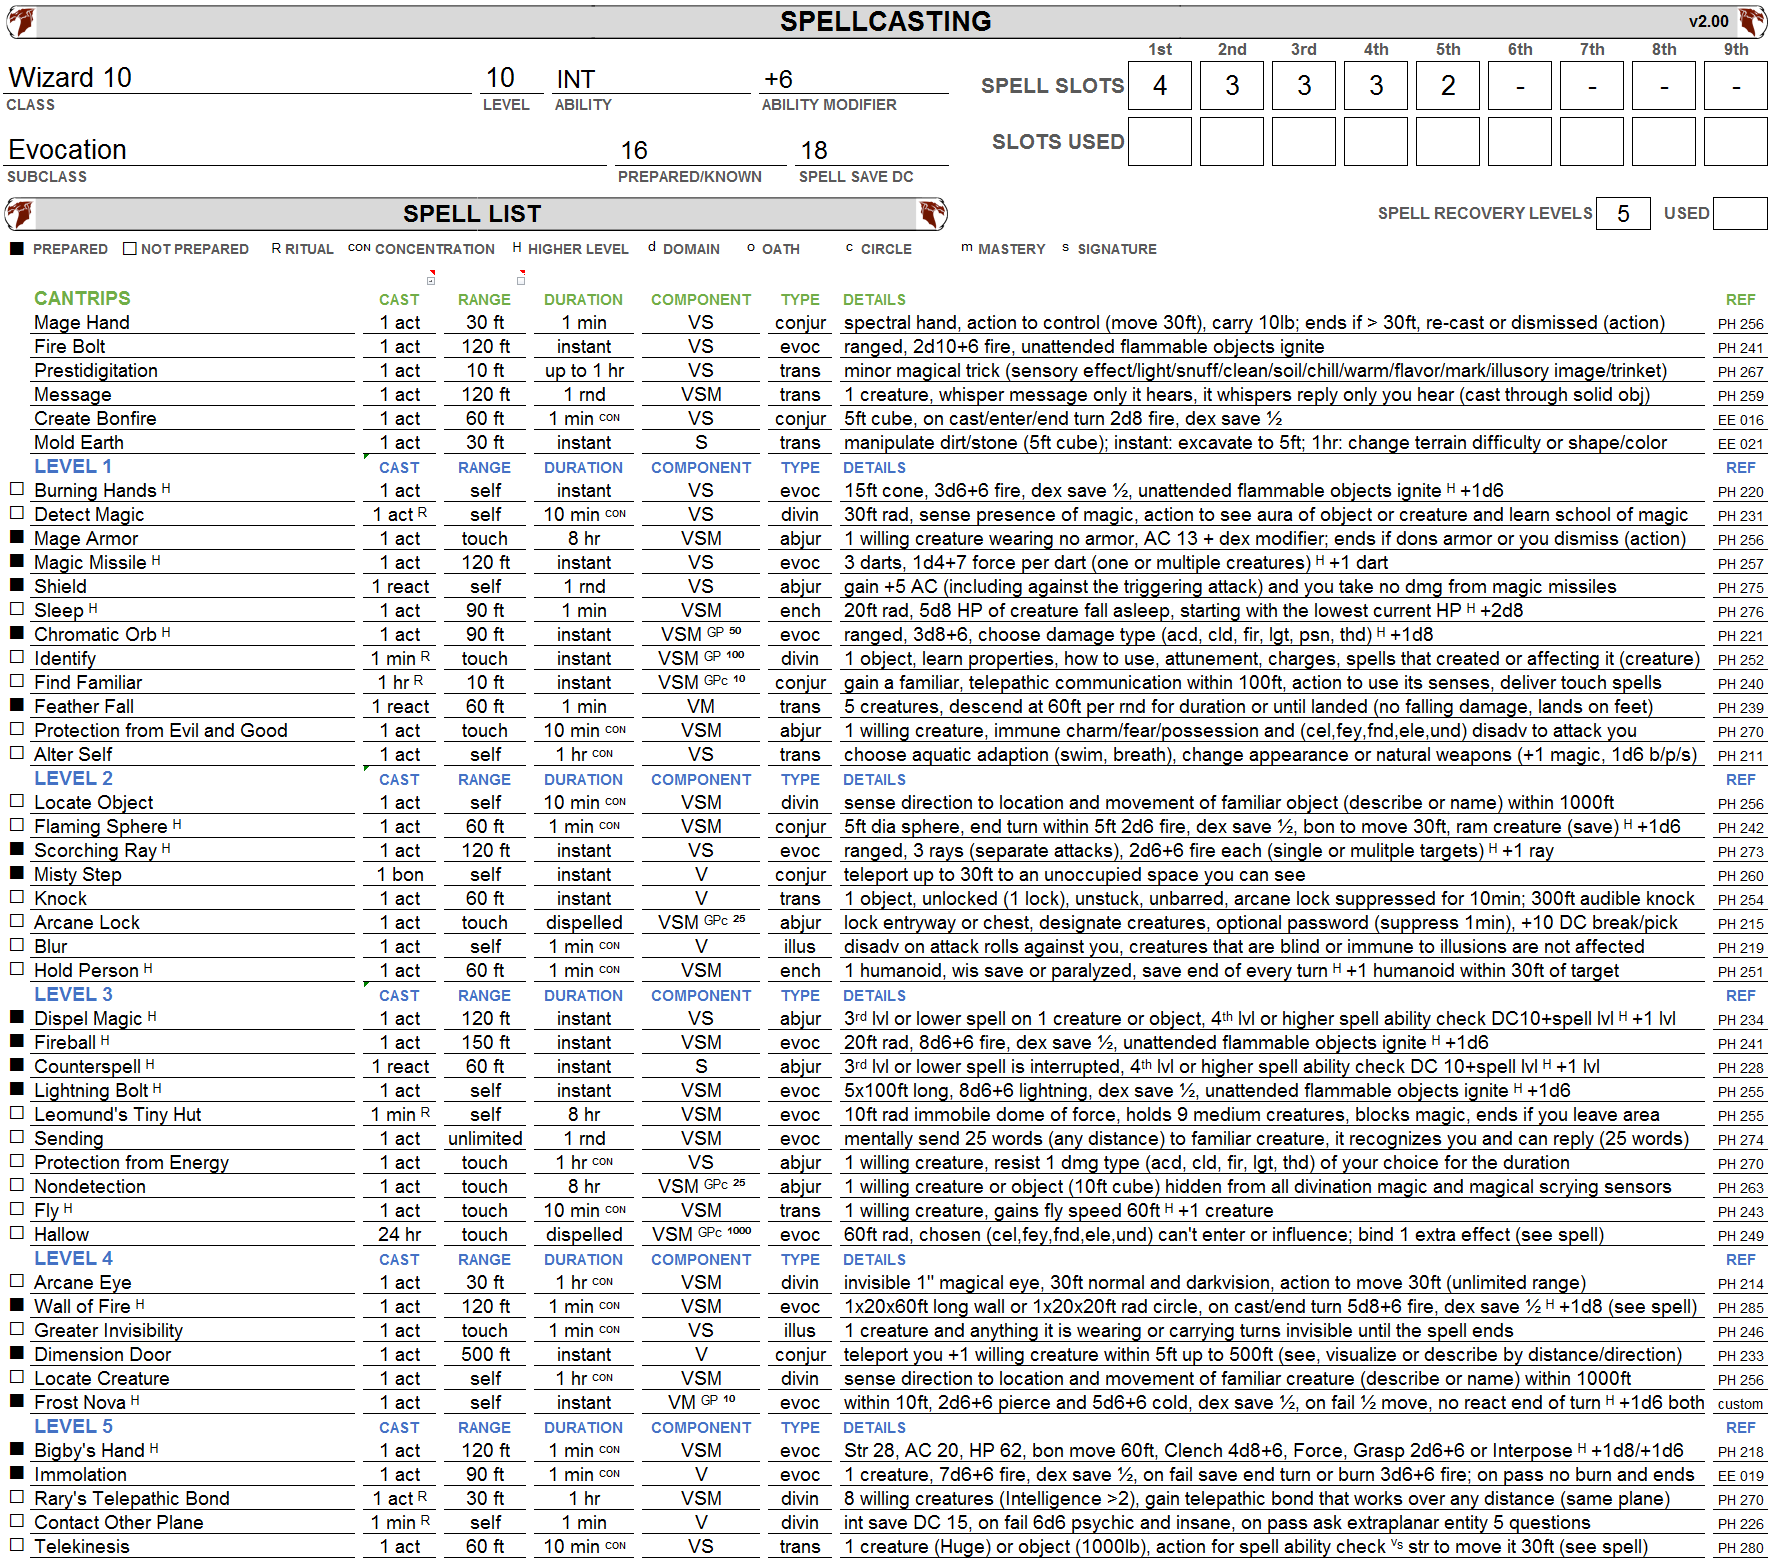 SPELLCASTING v2.00
1st 2nd 3rd 4th 5th 6th 7th 8th 9th
Wizard 10 10 INT +6 SPELL SLOTS 4 3 3 3 2 - - - -
CLASS LEVEL ABILITY ABILITY MODIFIER
SLOTS USED
Evocation 16 18
SUBCLASS PREPARED/KNOWN SPELL SAVE DC
SPELL LIST SPELL RECOVERY LEVELS 5 USED
■ PREPARED □ NOT PREPARED R RITUAL CON CONCENTRATION H HIGHER LEVEL d DOMAIN o OATH c CIRCLE m MASTERY s SIGNATURE
CANTRIPS CAST RANGE DURATION COMPONENT TYPE DETAILS REF
Mage Hand 1 act 30 ft 1 min VS conjur spectral hand, action to control (move 30ft), carry 10lb; ends if > 30ft, re-cast or dismissed (action) PH 256
Fire Bolt 1 act 120 ft instant VS evoc ranged, 2d10+6 fire, unattended flammable objects ignite PH 241
Prestidigitation 1 act 10 ft up to 1 hr VS trans minor magical trick (sensory effect/light/snuff/clean/soil/chill/warm/flavor/mark/illusory image/trinket) PH 267
Message 1 act 120 ft 1 rnd VSM trans 1 creature, whisper message only it hears, it whispers reply only you hear (cast through solid obj) PH 259
Create Bonfire 1 act 60 ft 1 min CON VS conjur 5ft cube, on cast/enter/end turn 2d8 fire, dex save ½ EE 016
Mold Earth 1 act 30 ft instant S trans manipulate dirt/stone (5ft cube); instant: excavate to 5ft; 1hr: change terrain difficulty or shape/color EE 021
LEVEL 1 CAST RANGE DURATION COMPONENT TYPE DETAILS REF
□ Burning Hands H 1 act self instant VS evoc 15ft cone, 3d6+6 fire, dex save ½, unattended flammable objects ignite H +1d6 PH 220
□ Detect Magic 1 act R self 10 min CON VS divin 30ft rad, sense presence of magic, action to see aura of object or creature and learn school of magic PH 231
■ Mage Armor 1 act touch 8 hr VSM abjur 1 willing creature wearing no armor, AC 13 + dex modifier; ends if dons armor or you dismiss (action) PH 256
■ Magic Missile H 1 act 120 ft instant VS evoc 3 darts, 1d4+7 force per dart (one or multiple creatures) H +1 dart PH 257
■ Shield 1 react self 1 rnd VS abjur gain +5 AC (including against the triggering attack) and you take no dmg from magic missiles PH 275
□ Sleep H 1 act 90 ft 1 min VSM ench 20ft rad, 5d8 HP of creature fall asleep, starting with the lowest current HP H +2d8 PH 276
■ Chromatic Orb H 1 act 90 ft instant VSM GP 50 evoc ranged, 3d8+6, choose damage type (acd, cld, fir, lgt, psn, thd) H +1d8 PH 221
□ Identify 1 min R touch instant VSM GP 100 divin 1 object, learn properties, how to use, attunement, charges, spells that created or affecting it (creature) PH 252
□ Find Familiar 1 hr R 10 ft instant VSM GPc 10 conjur gain a familiar, telepathic communication within 100ft, action to use its senses, deliver touch spells PH 240
■ Feather Fall 1 react 60 ft 1 min VM trans 5 creatures, descend at 60ft per rnd for duration or until landed (no falling damage, lands on feet) PH 239
□ Protection from Evil and Good 1 act touch 10 min CON VSM abjur 1 willing creature, immune charm/fear/possession and (cel,fey,fnd,ele,und) disadv to attack you PH 270
□ Alter Self 1 act self 1 hr CON VS trans choose aquatic adaption (swim, breath), change appearance or natural weapons (+1 magic, 1d6 b/p/s) PH 211
LEVEL 2 CAST RANGE DURATION COMPONENT TYPE DETAILS REF
□ Locate Object 1 act self 10 min CON VSM divin sense direction to location and movement of familiar object (describe or name) within 1000ft PH 256
□ Flaming Sphere H 1 act 60 ft 1 min CON VSM conjur 5ft dia sphere, end turn within 5ft 2d6 fire, dex save ½, bon to move 30ft, ram creature (save) H +1d6 PH 242
■ Scorching Ray H 1 act 120 ft instant VS evoc ranged, 3 rays (separate attacks), 2d6+6 fire each (single or mulitple targets) H +1 ray PH 273
■ Misty Step 1 bon self instant V conjur teleport up to 30ft to an unoccupied space you can see PH 260
□ Knock 1 act 60 ft instant V trans 1 object, unlocked (1 lock), unstuck, unbarred, arcane lock suppressed for 10min; 300ft audible knock PH 254
□ Arcane Lock 1 act touch dispelled VSM GPc 25 abjur lock entryway or chest, designate creatures, optional password (suppress 1min), +10 DC break/pick PH 215
□ Blur 1 act self 1 min CON V illus disadv on attack rolls against you, creatures that are blind or immune to illusions are not affected PH 219
□ Hold Person H 1 act 60 ft 1 min CON VSM ench 1 humanoid, wis save or paralyzed, save end of every turn H +1 humanoid within 30ft of target PH 251
LEVEL 3 CAST RANGE DURATION COMPONENT TYPE DETAILS REF
■ Dispel Magic H 1 act 120 ft instant VS abjur 3rd lvl or lower spell on 1 creature or object, 4th lvl or higher spell ability check DC10+spell lvl H +1 lvl PH 234
■ Fireball H 1 act 150 ft instant VSM evoc 20ft rad, 8d6+6 fire, dex save ½, unattended flammable objects ignite H +1d6 PH 241
■ Counterspell H 1 react 60 ft instant S abjur 3rd lvl or lower spell is interrupted, 4th lvl or higher spell ability check DC 10+spell lvl H +1 lvl PH 228
■ Lightning Bolt H 1 act self instant VSM evoc 5x100ft long, 8d6+6 lightning, dex save ½, unattended flammable objects ignite H +1d6 PH 255
□ Leomund's Tiny Hut 1 min R self 8 hr VSM evoc 10ft rad immobile dome of force, holds 9 medium creatures, blocks magic, ends if you leave area PH 255
□ Sending 1 act unlimited 1 rnd VSM evoc mentally send 25 words (any distance) to familiar creature, it recognizes you and can reply (25 words) PH 274
□ Protection from Energy 1 act touch 1 hr CON VS abjur 1 willing creature, resist 1 dmg type (acd, cld, fir, lgt, thd) of your choice for the duration PH 270
□ Nondetection 1 act touch 8 hr VSM GPc 25 abjur 1 willing creature or object (10ft cube) hidden from all divination magic and magical scrying sensors PH 263
□ Fly H 1 act touch 10 min CON VSM trans 1 willing creature, gains fly speed 60ft H +1 creature PH 243
□ Hallow 24 hr touch dispelled VSM GPc 1000 evoc 60ft rad, chosen (cel,fey,fnd,ele,und) can't enter or influence; bind 1 extra effect (see spell) PH 249
LEVEL 4 CAST RANGE DURATION COMPONENT TYPE DETAILS REF
□ Arcane Eye 1 act 30 ft 1 hr CON VSM divin invisible 1" magical eye, 30ft normal and darkvision, action to move 30ft (unlimited range) PH 214
■ Wall of Fire H 1 act 120 ft 1 min CON VSM evoc 1x20x60ft long wall or 1x20x20ft rad circle, on cast/end turn 5d8+6 fire, dex save ½ H +1d8 (see spell) PH 285
□ Greater Invisibility 1 act touch 1 min CON VS illus 1 creature and anything it is wearing or carrying turns invisible until the spell ends PH 246
■ Dimension Door 1 act 500 ft instant V conjur teleport you +1 willing creature within 5ft up to 500ft (see, visualize or describe by distance/direction) PH 233
□ Locate Creature 1 act self 1 hr CON VSM divin sense direction to location and movement of familiar creature (describe or name) within 1000ft PH 256
■ Frost Nova H 1 act self instant VM GP 10 evoc within 10ft, 2d6+6 pierce and 5d6+6 cold, dex save ½, on fail ½ move, no react end of turn H +1d6 both custom
LEVEL 5 CAST RANGE DURATION COMPONENT TYPE DETAILS REF
■ Bigby's Hand H 1 act 120 ft 1 min CON VSM evoc Str 28, AC 20, HP 62, bon move 60ft, Clench 4d8+6, Force, Grasp 2d6+6 or Interpose H +1d8/+1d6 PH 218
■ Immolation 1 act 90 ft 1 min CON V evoc 1 creature, 7d6+6 fire, dex save ½, on fail save end turn or burn 3d6+6 fire; on pass no burn and ends EE 019
□ Rary's Telepathic Bond 1 act R 30 ft 1 hr VSM divin 8 willing creatures (Intelligence >2), gain telepathic bond that works over any distance (same plane) PH 270
□ Contact Other Plane 1 min R self 1 min V divin int save DC 15, on fail 6d6 psychic and insane, on pass ask extraplanar entity 5 questions PH 226
□ Telekinesis 1 act 60 ft 10 min CON VS trans 1 creature (Huge) or object (1000lb), action for spell ability check Vs str to move it 30ft (see spell) PH 280